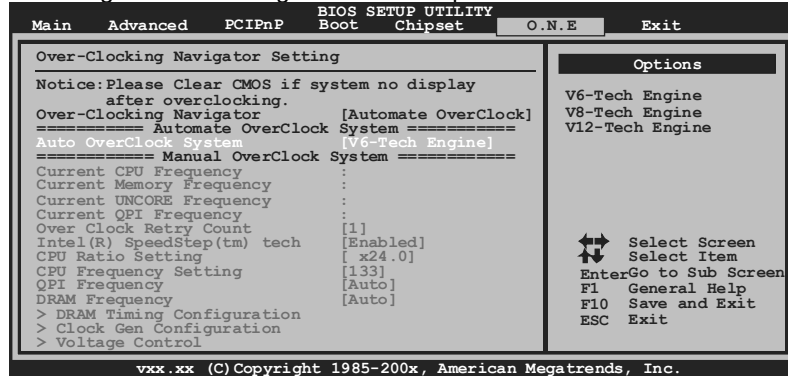 BIOS SETUP UTILITY
Main Advanced PCIPnP Boot Chipset O.N.E Exit
Over-Clocking Navigator Setting
Notice:Please Clear CMOS if system no display
after overclocking.
Over-Clocking Navigator [Automate OverClock]
=========== Automate OverClock System ===========
Auto OverClock System [V6-Tech Engine]
============ Manual OverClock System ============
Current CPU Frequency :
Current Memory Frequency :
Current UNCORE Frequency :
Current QPI Frequency :
Over Clock Retry Count [1]
Intel(R) SpeedStep(tm) tech [Enabled]
CPU Ratio Setting [ x24.0]
CPU Frequency Setting [133]
QPI Frequency [Auto]
DRAM Frequency [Auto]
> DRAM Timing Configuration
> Clock Gen Configuration
> Voltage Control
Options
V6-Tech Engine
V8-Tech Engine
V12-Tech Engine
Select Screen
Select Item
EnterGo to Sub Screen
F1 General Help
F10 Save and Exit
ESC Exit
vxx.xx (C)Copyright 1985-200x, American Megatrends, Inc.